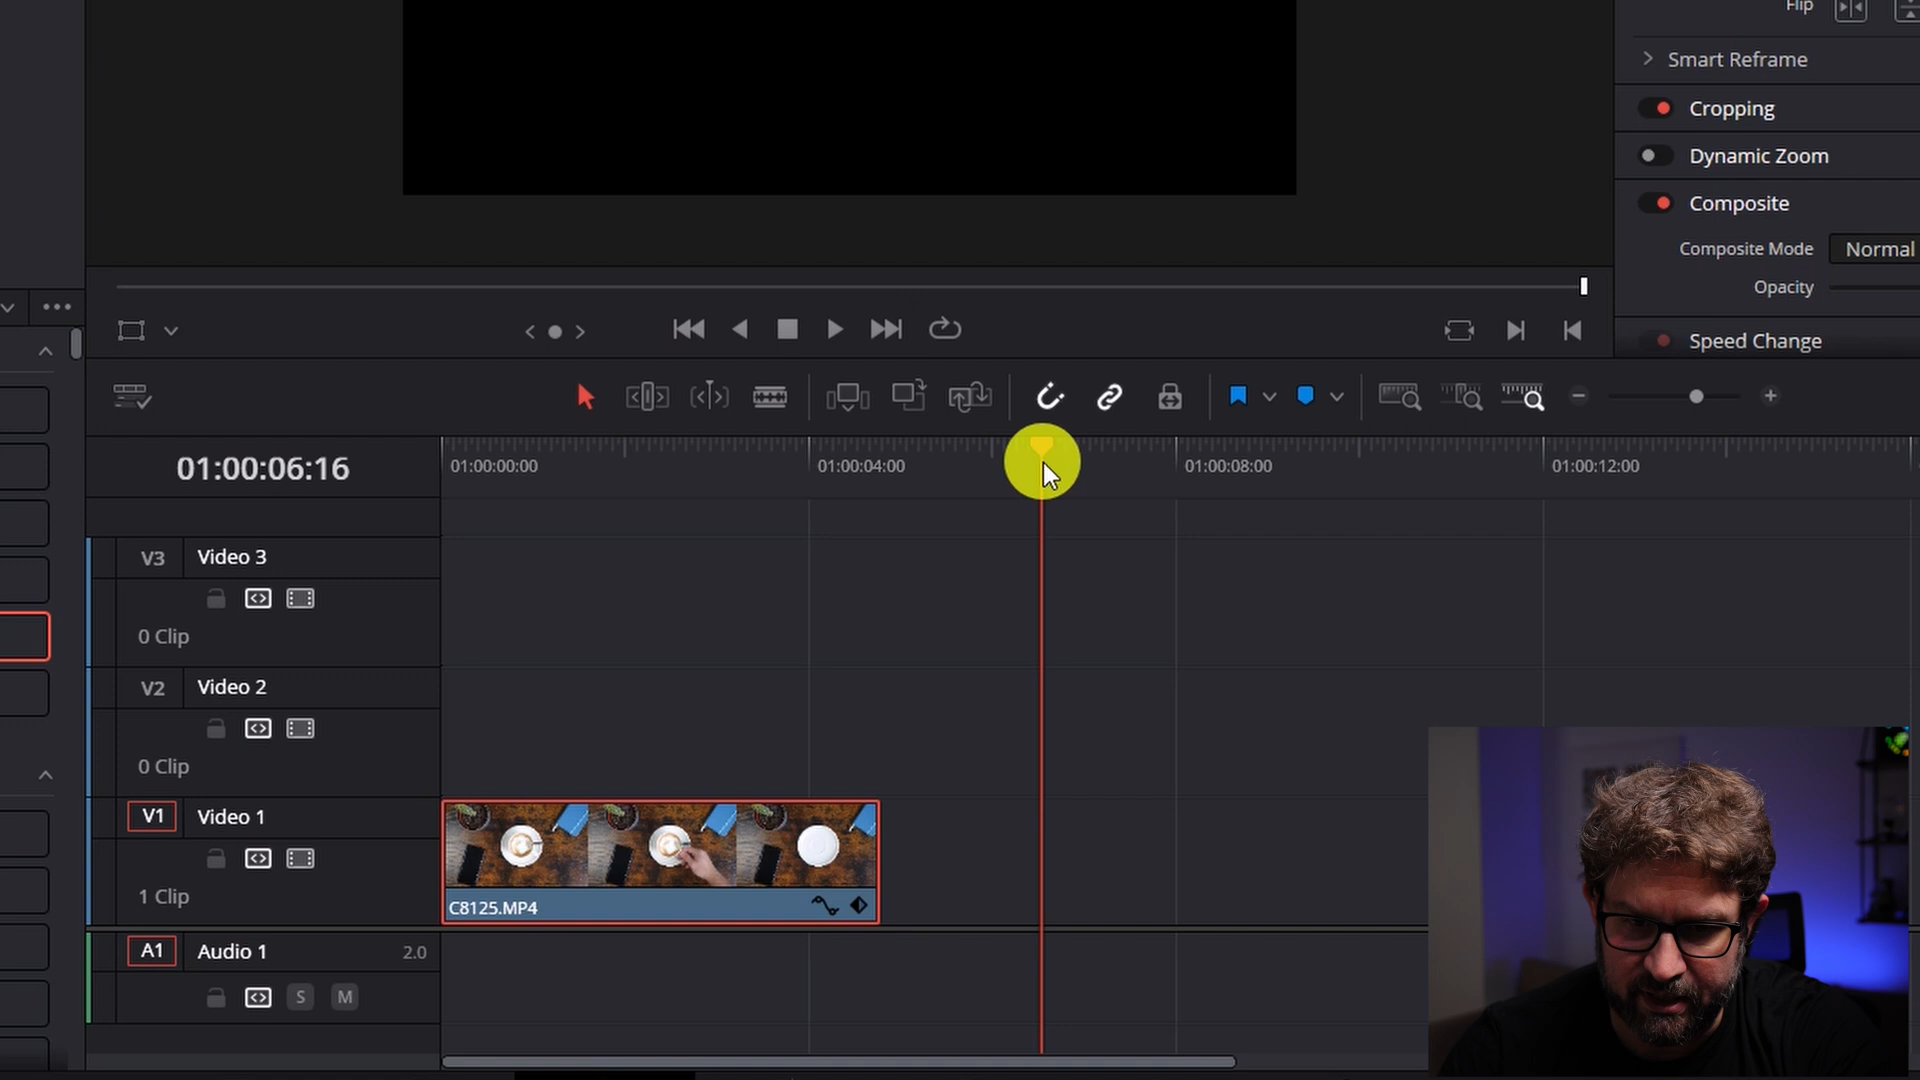 Flip
Smart Reframe
Cropping
Dynamic Zoom
Composite
Composite Mode Normal
Opacity
Speed Change
01:00:06:16
01:00:00:00
01:00:04:00
01:00:08:00
01:00:12:00
V3 Video 3
0 Clip
V2 Video 2
0 Clip
V1 Video 1
1 Clip
C8125.MP4
A1 Audio 1 2.0
S M